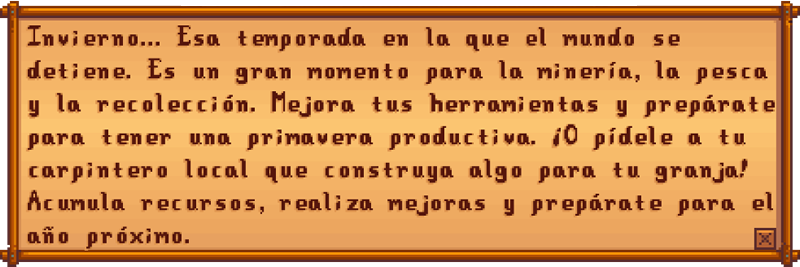 Invierno... Esa temporada en la que el mundo se
detiene. Es un gran momento para la minería, la pesca
y la recolección. Mejora tus herramientas y prepárate
para tener una primavera productiva. ¡O pídele a tu
carpintero local que construya algo para tu granja!
Acumula recursos, realiza mejoras y prepárate para el
año próximo.